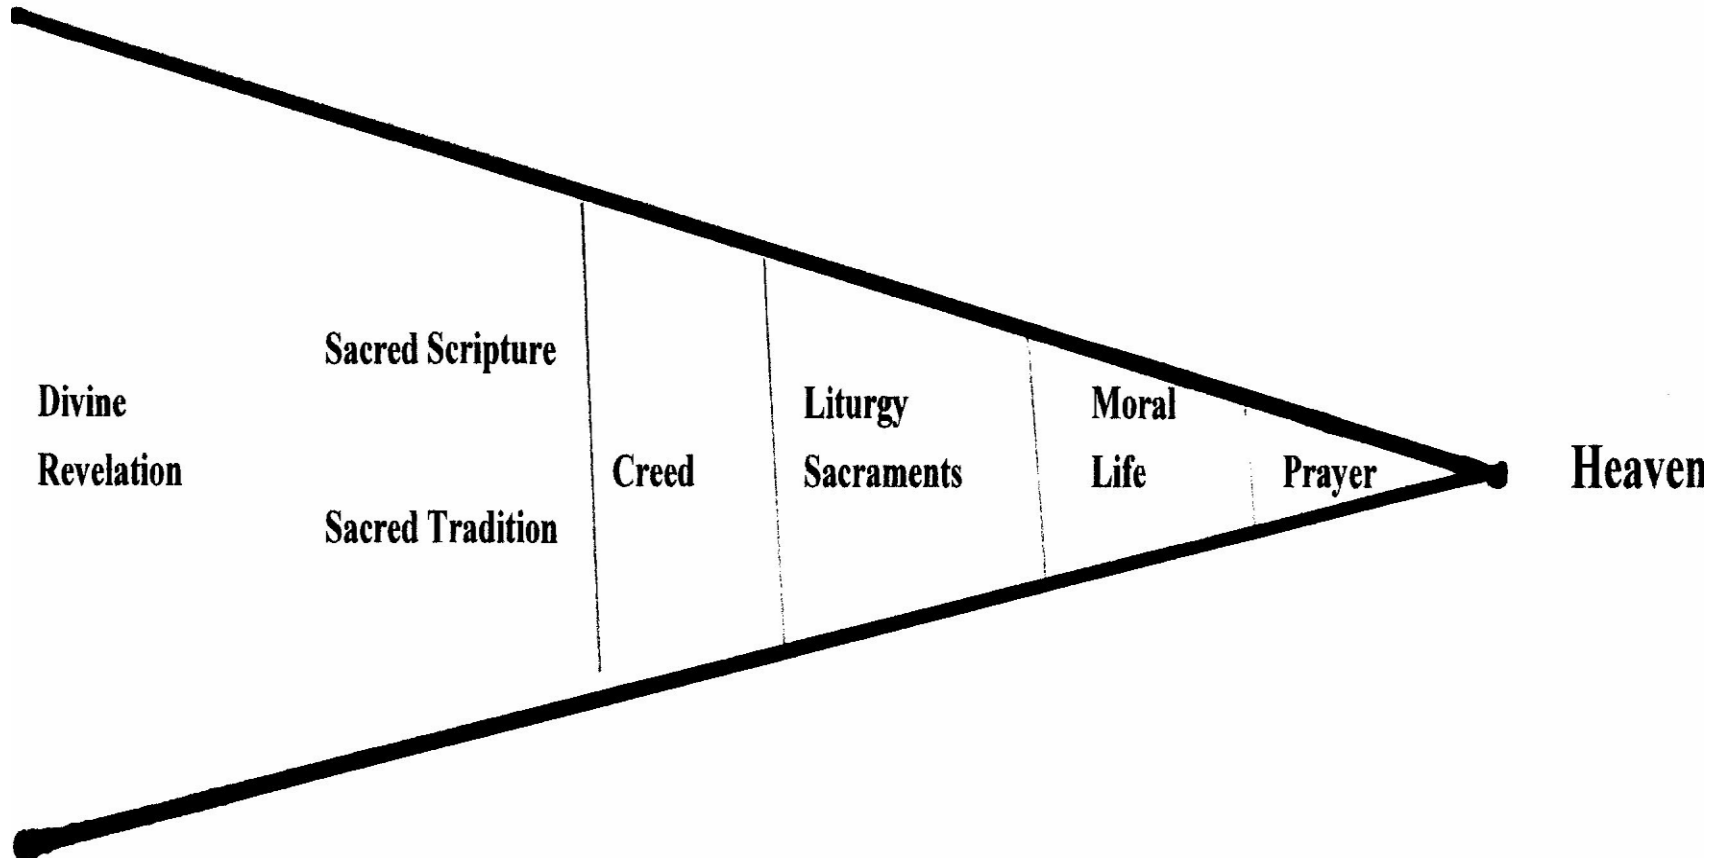 Divine
Revelation
Sacred Scripture
Sacred Tradition
Creed
Liturgy
Sacraments
Moral
Life
Prayer
Heaven